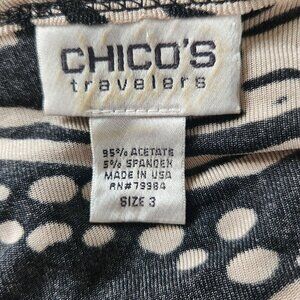 CHICO'S
travelers
95% ACETATE
5% SPANDEX
MADE IN USA
RN#79984
SIZE 3